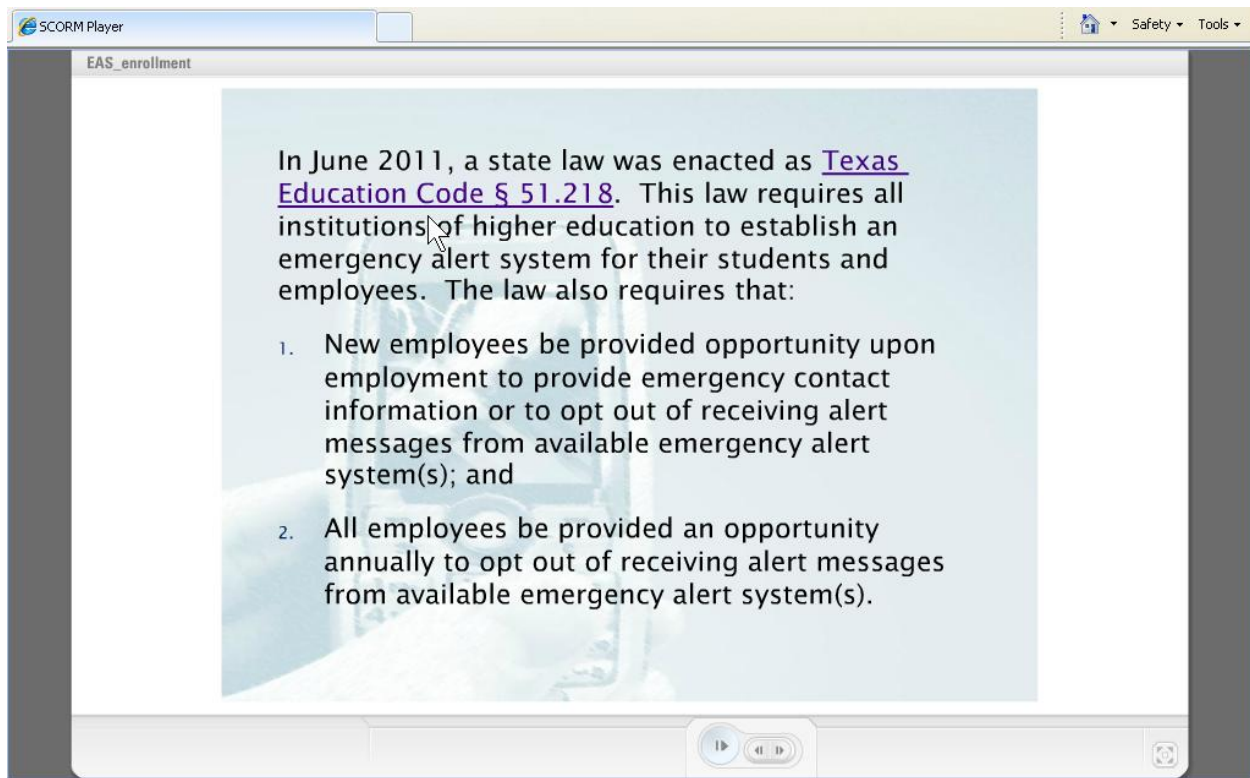 SCORM Player
Safety
Tools
EAS_enrollment
In June 2011, a state law was enacted as Texas
Education Code § 51.218. This law requires all
institutions of higher education to establish an
emergency alert system for their students and
employees. The law also requires that:
1. New employees be provided opportunity upon
employment to provide emergency contact
information or to opt out of receiving alert
messages from available emergency alert
system(s); and
2. All employees be provided an opportunity
annually to opt out of receiving alert messages
from available emergency alert system(s).